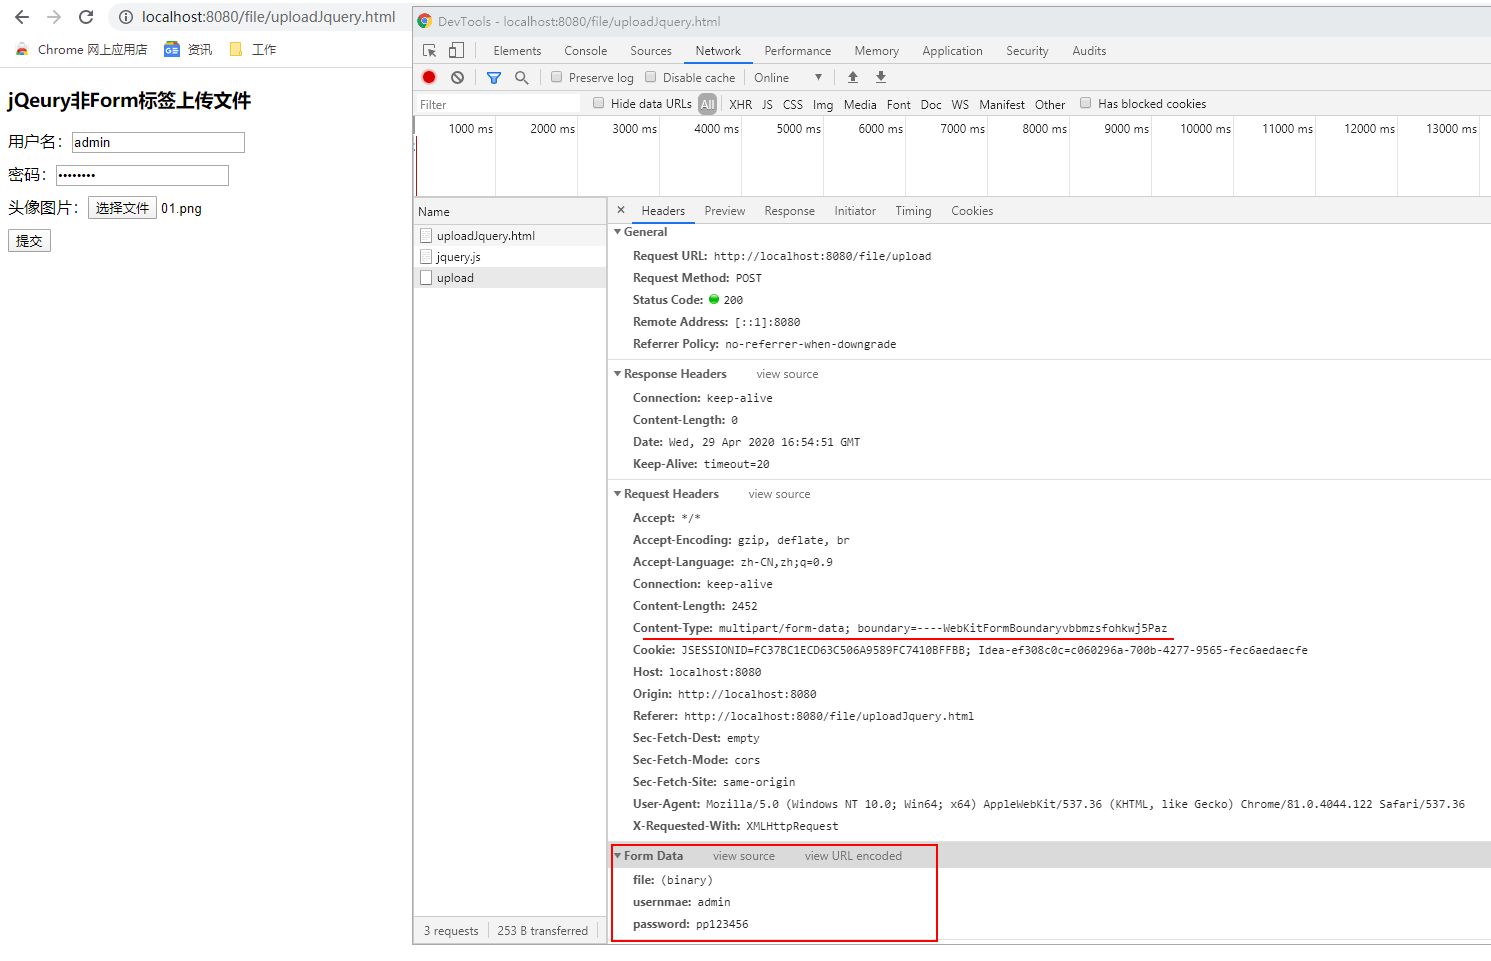 localhost:8080/file/uploadJquery.html
Chrome 网上应用店 资讯 工作
jQeury非Form标签上传文件
用户名： admin
密码： ••••••••
头像图片： 选择文件 01.png
提交
DevTools - localhost:8080/file/uploadJquery.html
Elements Console Sources Network Performance Memory Application Security Audits
Preserve log Disable cache Online
Filter Hide data URLs All XHR JS CSS Img Media Font Doc WS Manifest Other Has blocked cookies
1000 ms 2000 ms 3000 ms 4000 ms 5000 ms 6000 ms 7000 ms 8000 ms 9000 ms 10000 ms 11000 ms 12000 ms 13000 ms
Name
uploadJquery.html
jquery.js
upload
3 requests 253 B transferred
× Headers Preview Response Initiator Timing Cookies
General
Request URL: http://localhost:8080/file/upload
Request Method: POST
Status Code: 200
Remote Address: [::1]:8080
Referrer Policy: no-referrer-when-downgrade
Response Headers view source
Connection: keep-alive
Content-Length: 0
Date: Wed, 29 Apr 2020 16:54:51 GMT
Keep-Alive: timeout=20
Request Headers view source
Accept: */*
Accept-Encoding: gzip, deflate, br
Accept-Language: zh-CN,zh;q=0.9
Connection: keep-alive
Content-Length: 2452
Content-Type: multipart/form-data; boundary=----WebKitFormBoundaryvbbmzsfohkwj5Paz
Cookie: JSESSIONID=FC37BC1ECD63C506A9589FC7410BFFBB; Idea-ef308c0c=c060296a-700b-4277-9565-fec6aedaecfe
Host: localhost:8080
Origin: http://localhost:8080
Referer: http://localhost:8080/file/uploadJquery.html
Sec-Fetch-Dest: empty
Sec-Fetch-Mode: cors
Sec-Fetch-Site: same-origin
User-Agent: Mozilla/5.0 (Windows NT 10.0; Win64; x64) AppleWebKit/537.36 (KHTML, like Gecko) Chrome/81.0.4044.122 Safari/537.36
X-Requested-With: XMLHttpRequest
Form Data view source view URL encoded
file: (binary)
usernmae: admin
password: pp123456